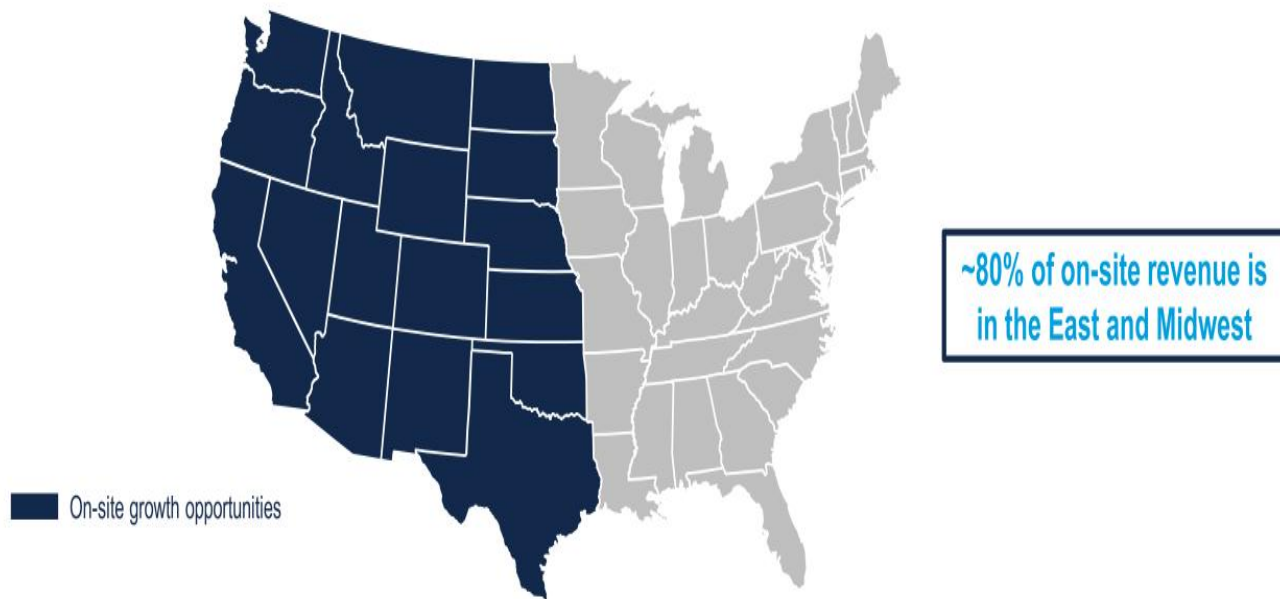 ~80% of on-site revenue is
in the East and Midwest
On-site growth opportunities